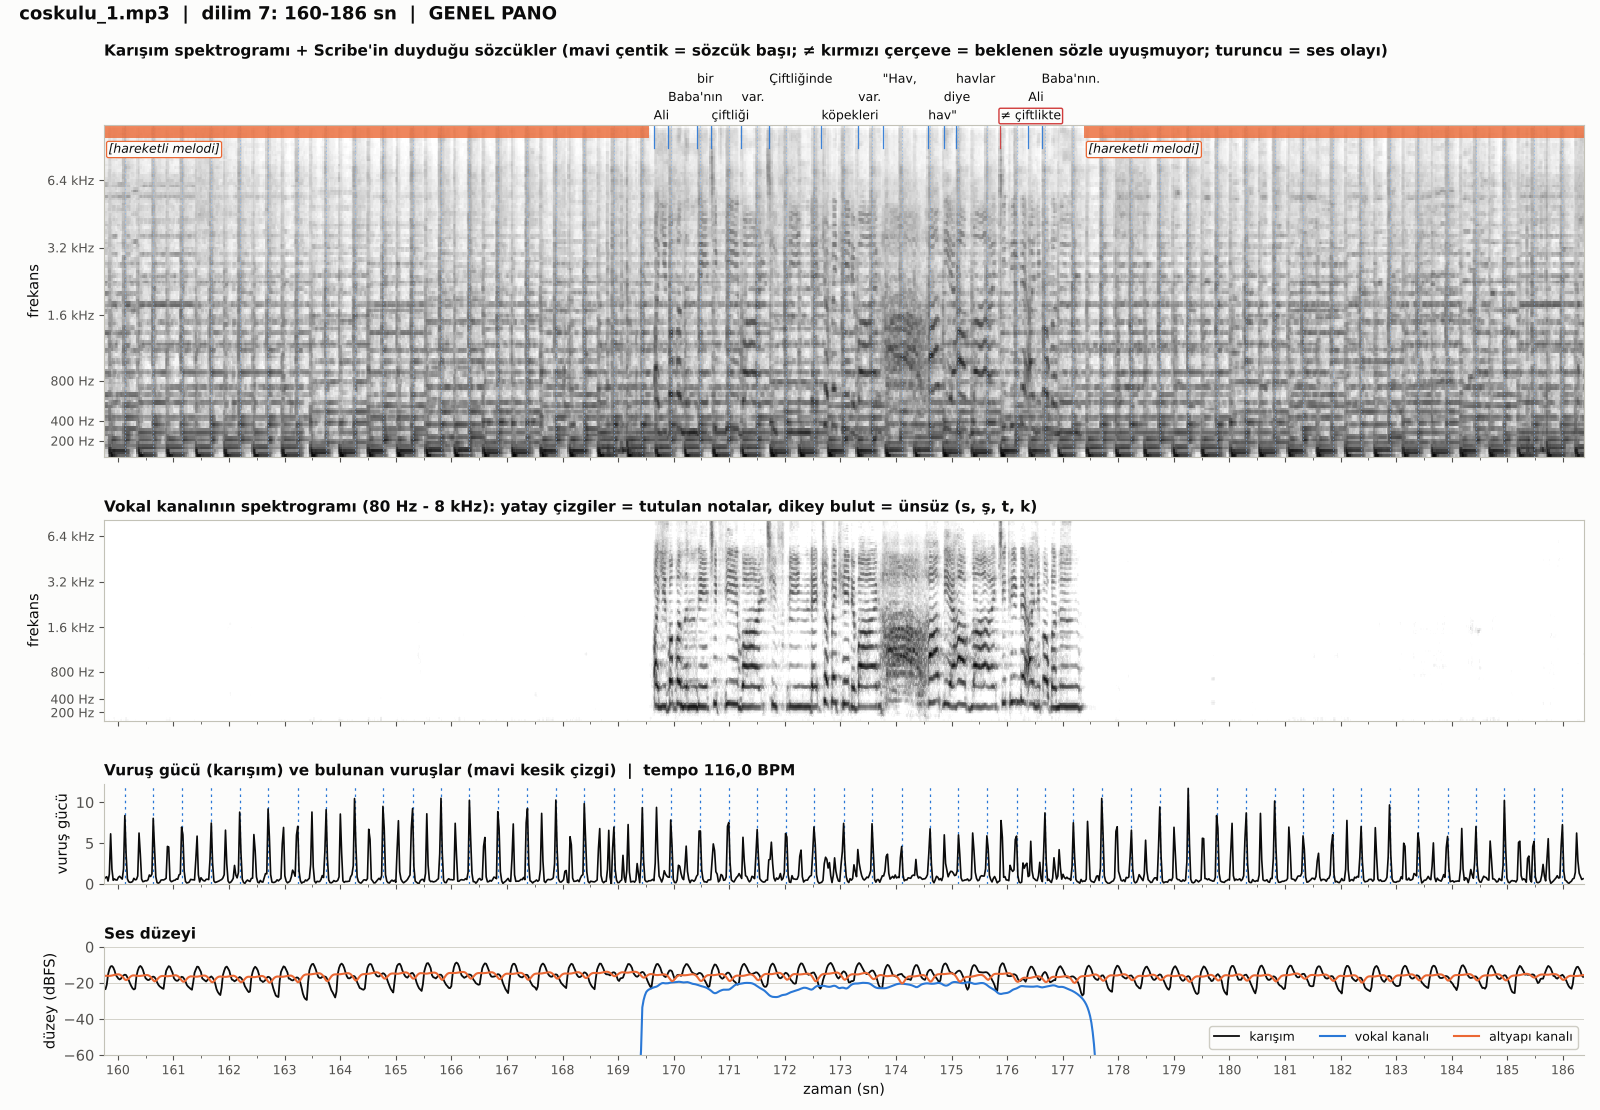 coskulu_1.mp3 | dilim 7: 160-186 sn | GENEL PANO
Karışım spektrogramı + Scribe'in duyduğu sözcükler (mavi çentik = sözcük başı; ≠ kırmızı çerçeve = beklenen sözle uyuşmuyor; turuncu = ses olayı)
bir Çiftliğinde "Hav, havlar Baba'nın.
Baba'nın var. var. diye Ali
Ali çiftliği köpekleri hav" ≠ çiftlikte
[hareketli melodi] [hareketli melodi]
6.4 kHz
3.2 kHz
1.6 kHz
800 Hz
400 Hz
200 Hz
frekans
Vokal kanalının spektrogramı (80 Hz - 8 kHz): yatay çizgiler = tutulan notalar, dikey bulut = ünsüz (s, ş, t, k)
6.4 kHz
3.2 kHz
1.6 kHz
800 Hz
400 Hz
200 Hz
frekans
Vuruş gücü (karışım) ve bulunan vuruşlar (mavi kesik çizgi) | tempo 116,0 BPM
10
5
0
vuruş gücü
Ses düzeyi
0
−20
−40
−60
düzey (dBFS)
karışım vokal kanalı altyapı kanalı
160 161 162 163 164 165 166 167 168 169 170 171 172 173 174 175 176 177 178 179 180 181 182 183 184 185 186
zaman (sn)